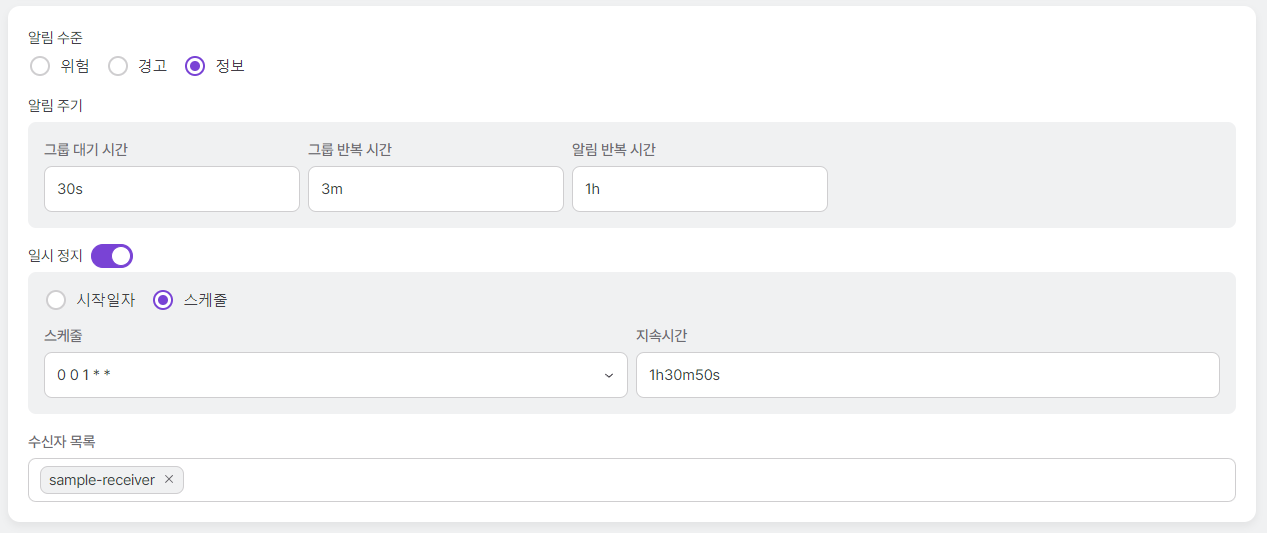 알림 수준
위험 경고 정보
알림 주기
그룹 대기 시간 그룹 반복 시간 알림 반복 시간
30s 3m 1h
일시 정지
시작일자 스케줄
스케줄 지속시간
0 0 1 * * 1h30m50s
수신자 목록
sample-receiver ×